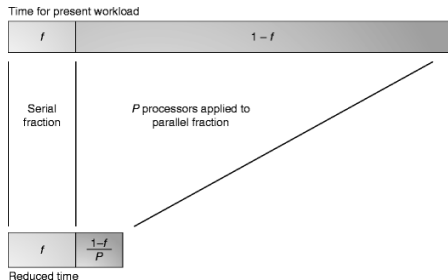 Time for present workload
f
1 – f
Serial
fraction
P processors applied to
parallel fraction
f
1–f
P
Reduced time